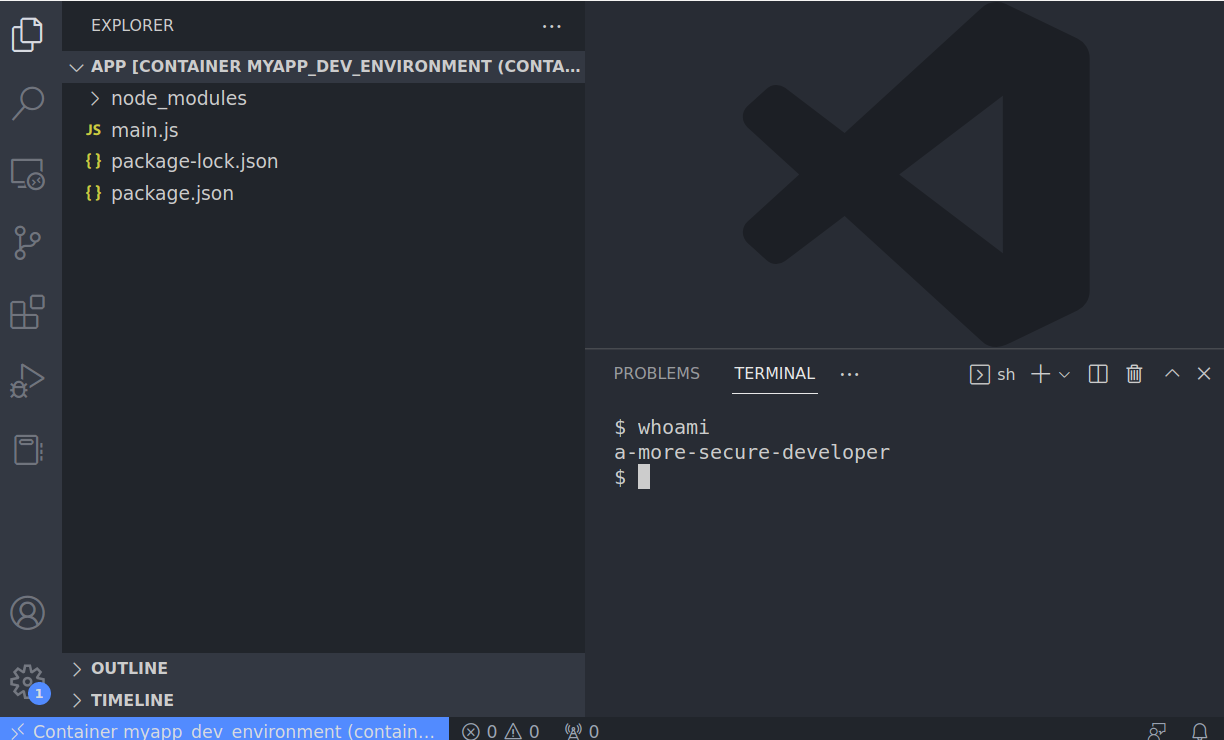 EXPLORER
APP [CONTAINER MYAPP_DEV_ENVIRONMENT (CONTA...
node_modules
JS main.js
{} package-lock.json
{} package.json
OUTLINE
TIMELINE
PROBLEMS TERMINAL ... sh
$ whoami
a-more-secure-developer
$
1
Container myapp_dev_environment (contain... 0 0 0